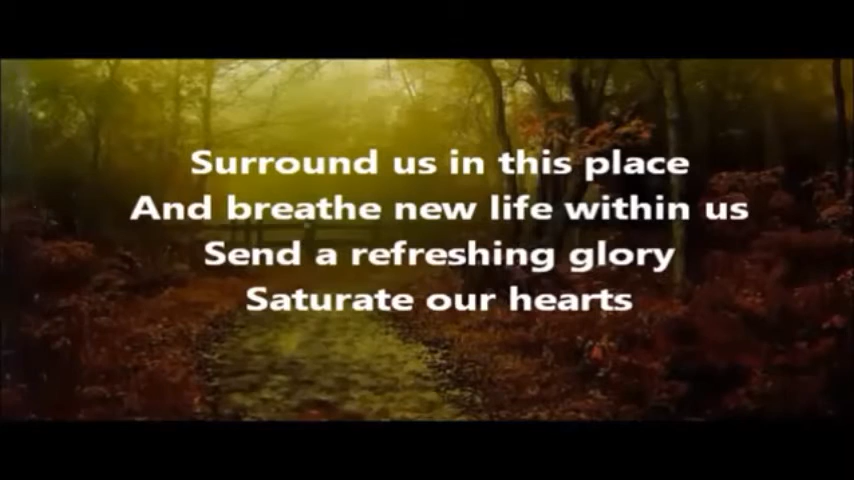 Surround us in this place
And breathe new life within us
Send a refreshing glory
Saturate our hearts